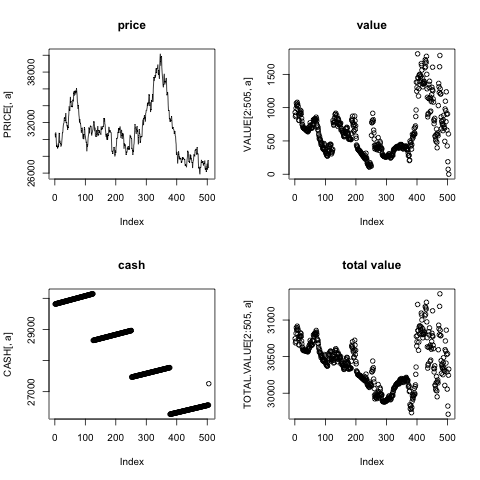 price
PRICE[, a]
26000 32000 38000
0 100 200 300 400 500
Index
value
VALUE[2:505, a]
0 500 1000 1500
0 100 200 300 400 500
Index
cash
CASH[, a]
27000 29000
0 100 200 300 400 500
Index
total value
TOTAL.VALUE[2:505, a]
30000 30500 31000
0 100 200 300 400 500
Index